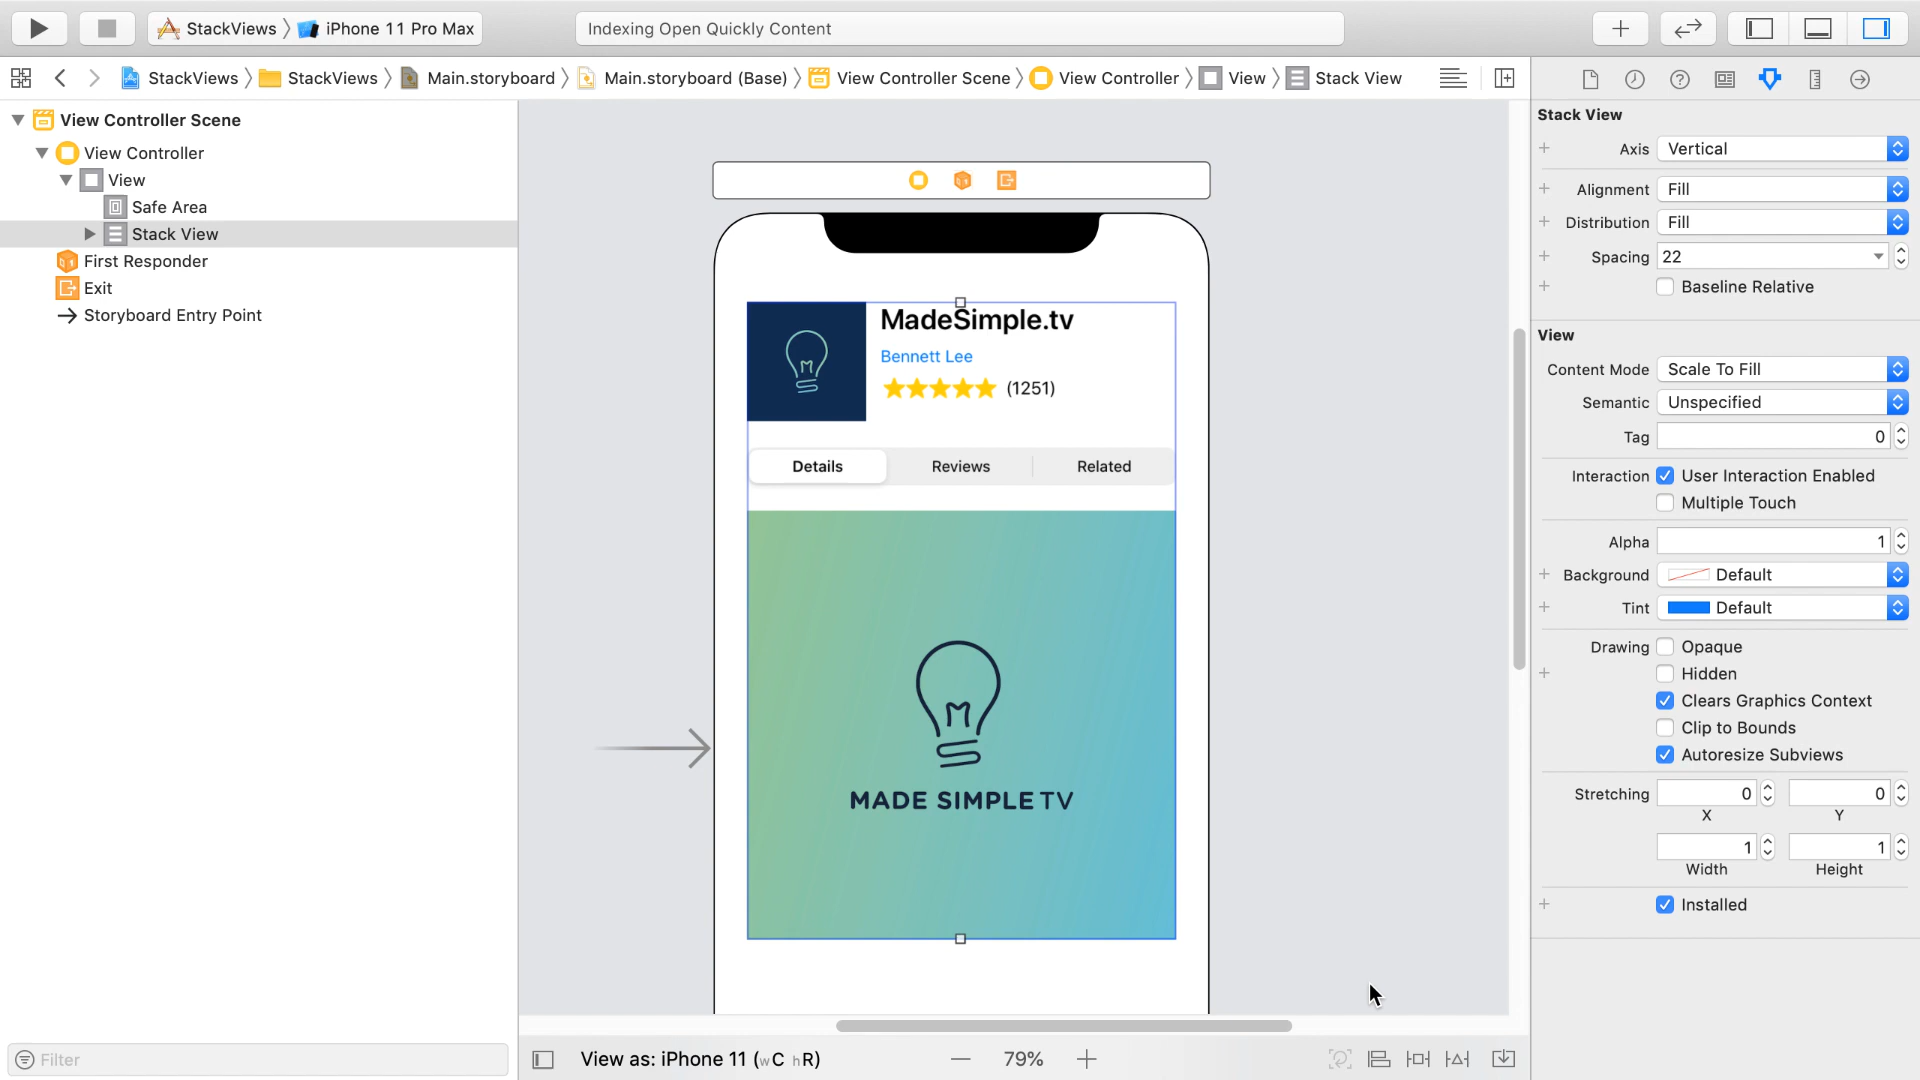 StackViews
iPhone 11 Pro Max
Indexing Open Quickly Content
StackViews
StackViews
Main.storyboard
Main.storyboard (Base)
View Controller Scene
View Controller
View
Stack View
View Controller Scene
View Controller
View
Safe Area
Stack View
First Responder
Exit
Storyboard Entry Point
Filter
MadeSimple.tv
Bennett Lee
(1251)
Details
Reviews
Related
MADE SIMPLE TV
View as: iPhone 11 (wC hR)
79%
Stack View
Axis Vertical
Alignment Fill
Distribution Fill
Spacing 22
Baseline Relative
View
Content Mode Scale To Fill
Semantic Unspecified
Tag 0
Interaction User Interaction Enabled
Multiple Touch
Alpha 1
Background Default
Tint Default
Drawing Opaque
Hidden
Clears Graphics Context
Clip to Bounds
Autoresize Subviews
Stretching 0 0
X Y
1 1
Width Height
Installed